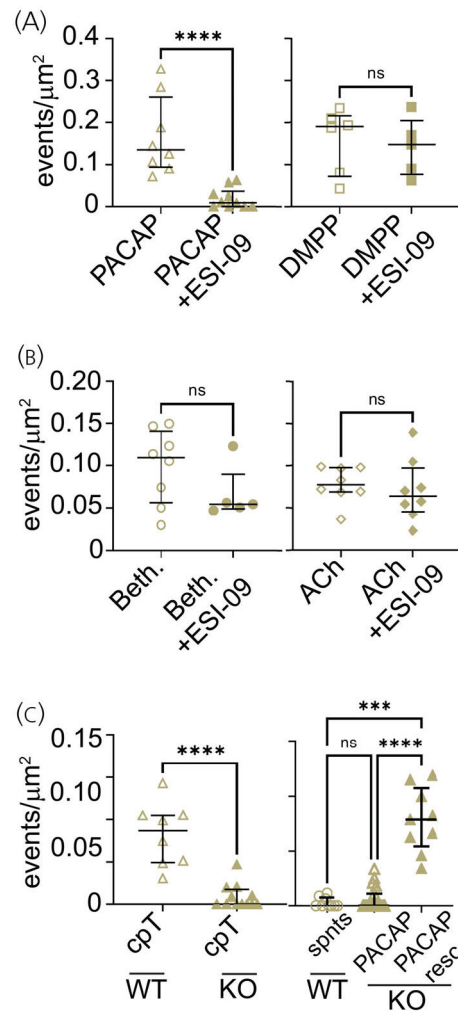 (A)
events/μm²
0.4
0.3
0.2
0.1
0
****
ns
PACAP
PACAP
+ESI-09
DMPP
DMPP
+ESI-09
(B)
events/μm²
0.20
0.15
0.10
0.05
0
ns
ns
Beth.
Beth.
+ESI-09
ACh
ACh
+ESI-09
(C)
events/μm²
0.15
0.10
0.05
0
****
***
ns
****
cpT
cpT
WT
KO
spnts
PACAP
PACAP
resc
WT
KO